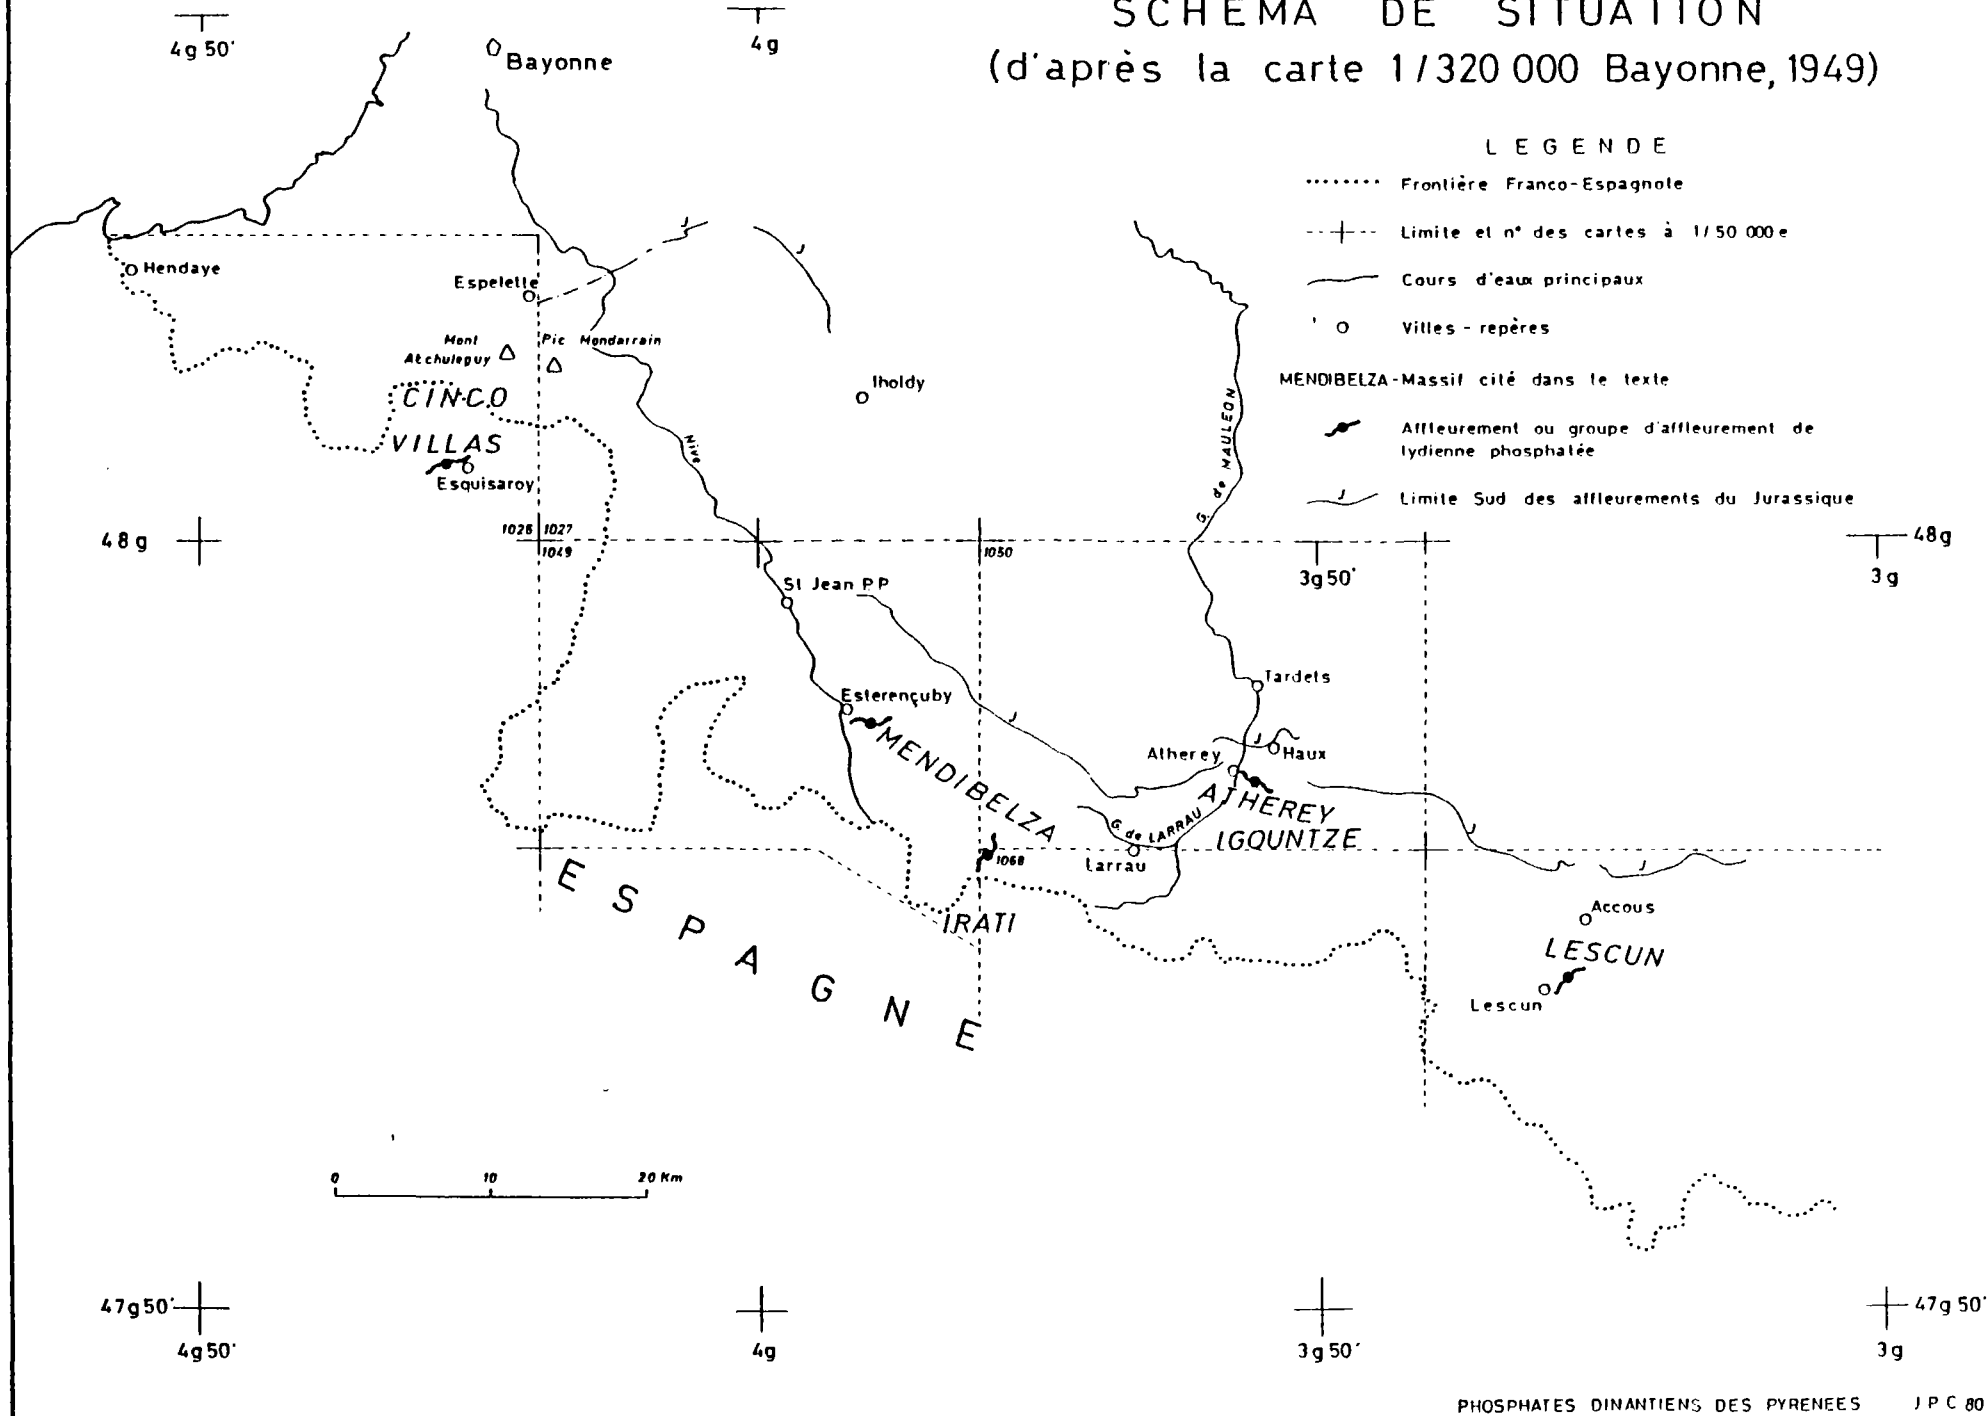 SCHEMA DE SITUATION
(d'après la carte 1/320 000 Bayonne, 1949)
4g 50'
4g
Bayonne
LEGENDE
Frontière Franco-Espagnole
Limite et n° des cartes à 1/50 000e
Cours d'eaux principaux
Villes - repères
MENDIBELZA - Massif cité dans le texte
Affleurement ou groupe d'affleurement de
lydienne phosphatée
J
Limite Sud des affleurements du Jurassique
J
J
Hendaye
Espelette
Mont
Atchulepuy
Pic Mondarrain
CINCO
VILLAS
Esquisaroy
Iholdy
Nive
G. de MAULEON
48g
1026
1027
1049
1050
3g 50'
48g
3g
St Jean P.P
Esterençuby
MENDIBELZA
J
Tardets
J
Haux
Atherey
ATHEREY
IGOUNTZE
G. de LARRAU
Larrau
1068
J
J
IRATI
ESPAGNE
Accous
LESCUN
Lescun
0
10
20 Km
47g 50'
47g 50'
4g 50'
4g
3g 50'
3g
PHOSPHATES DINANTIENS DES PYRENEES
J P C 80